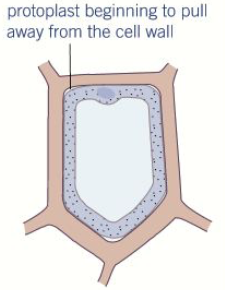 protoplast beginning to pull
away from the cell wall